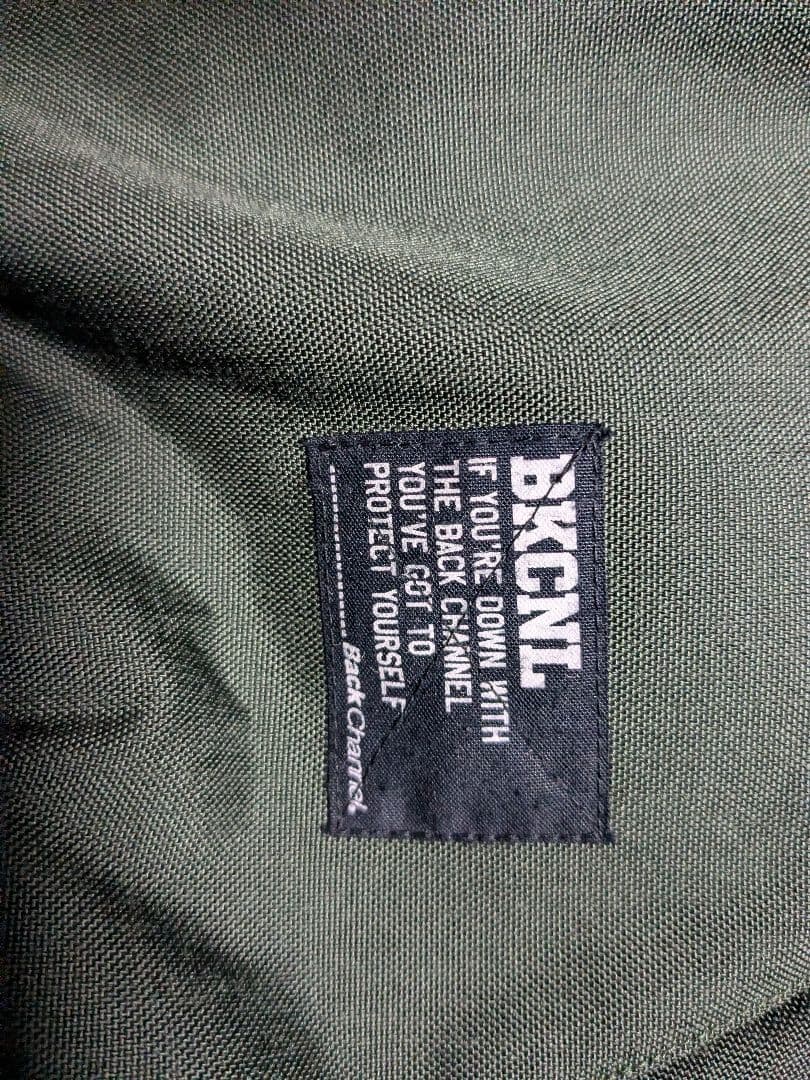 BKCNL
IF YOU'RE DOWN WITH
THE BACK CHANNEL
YOU'VE GOT TO
PROTECT YOURSELF
Back Channel.